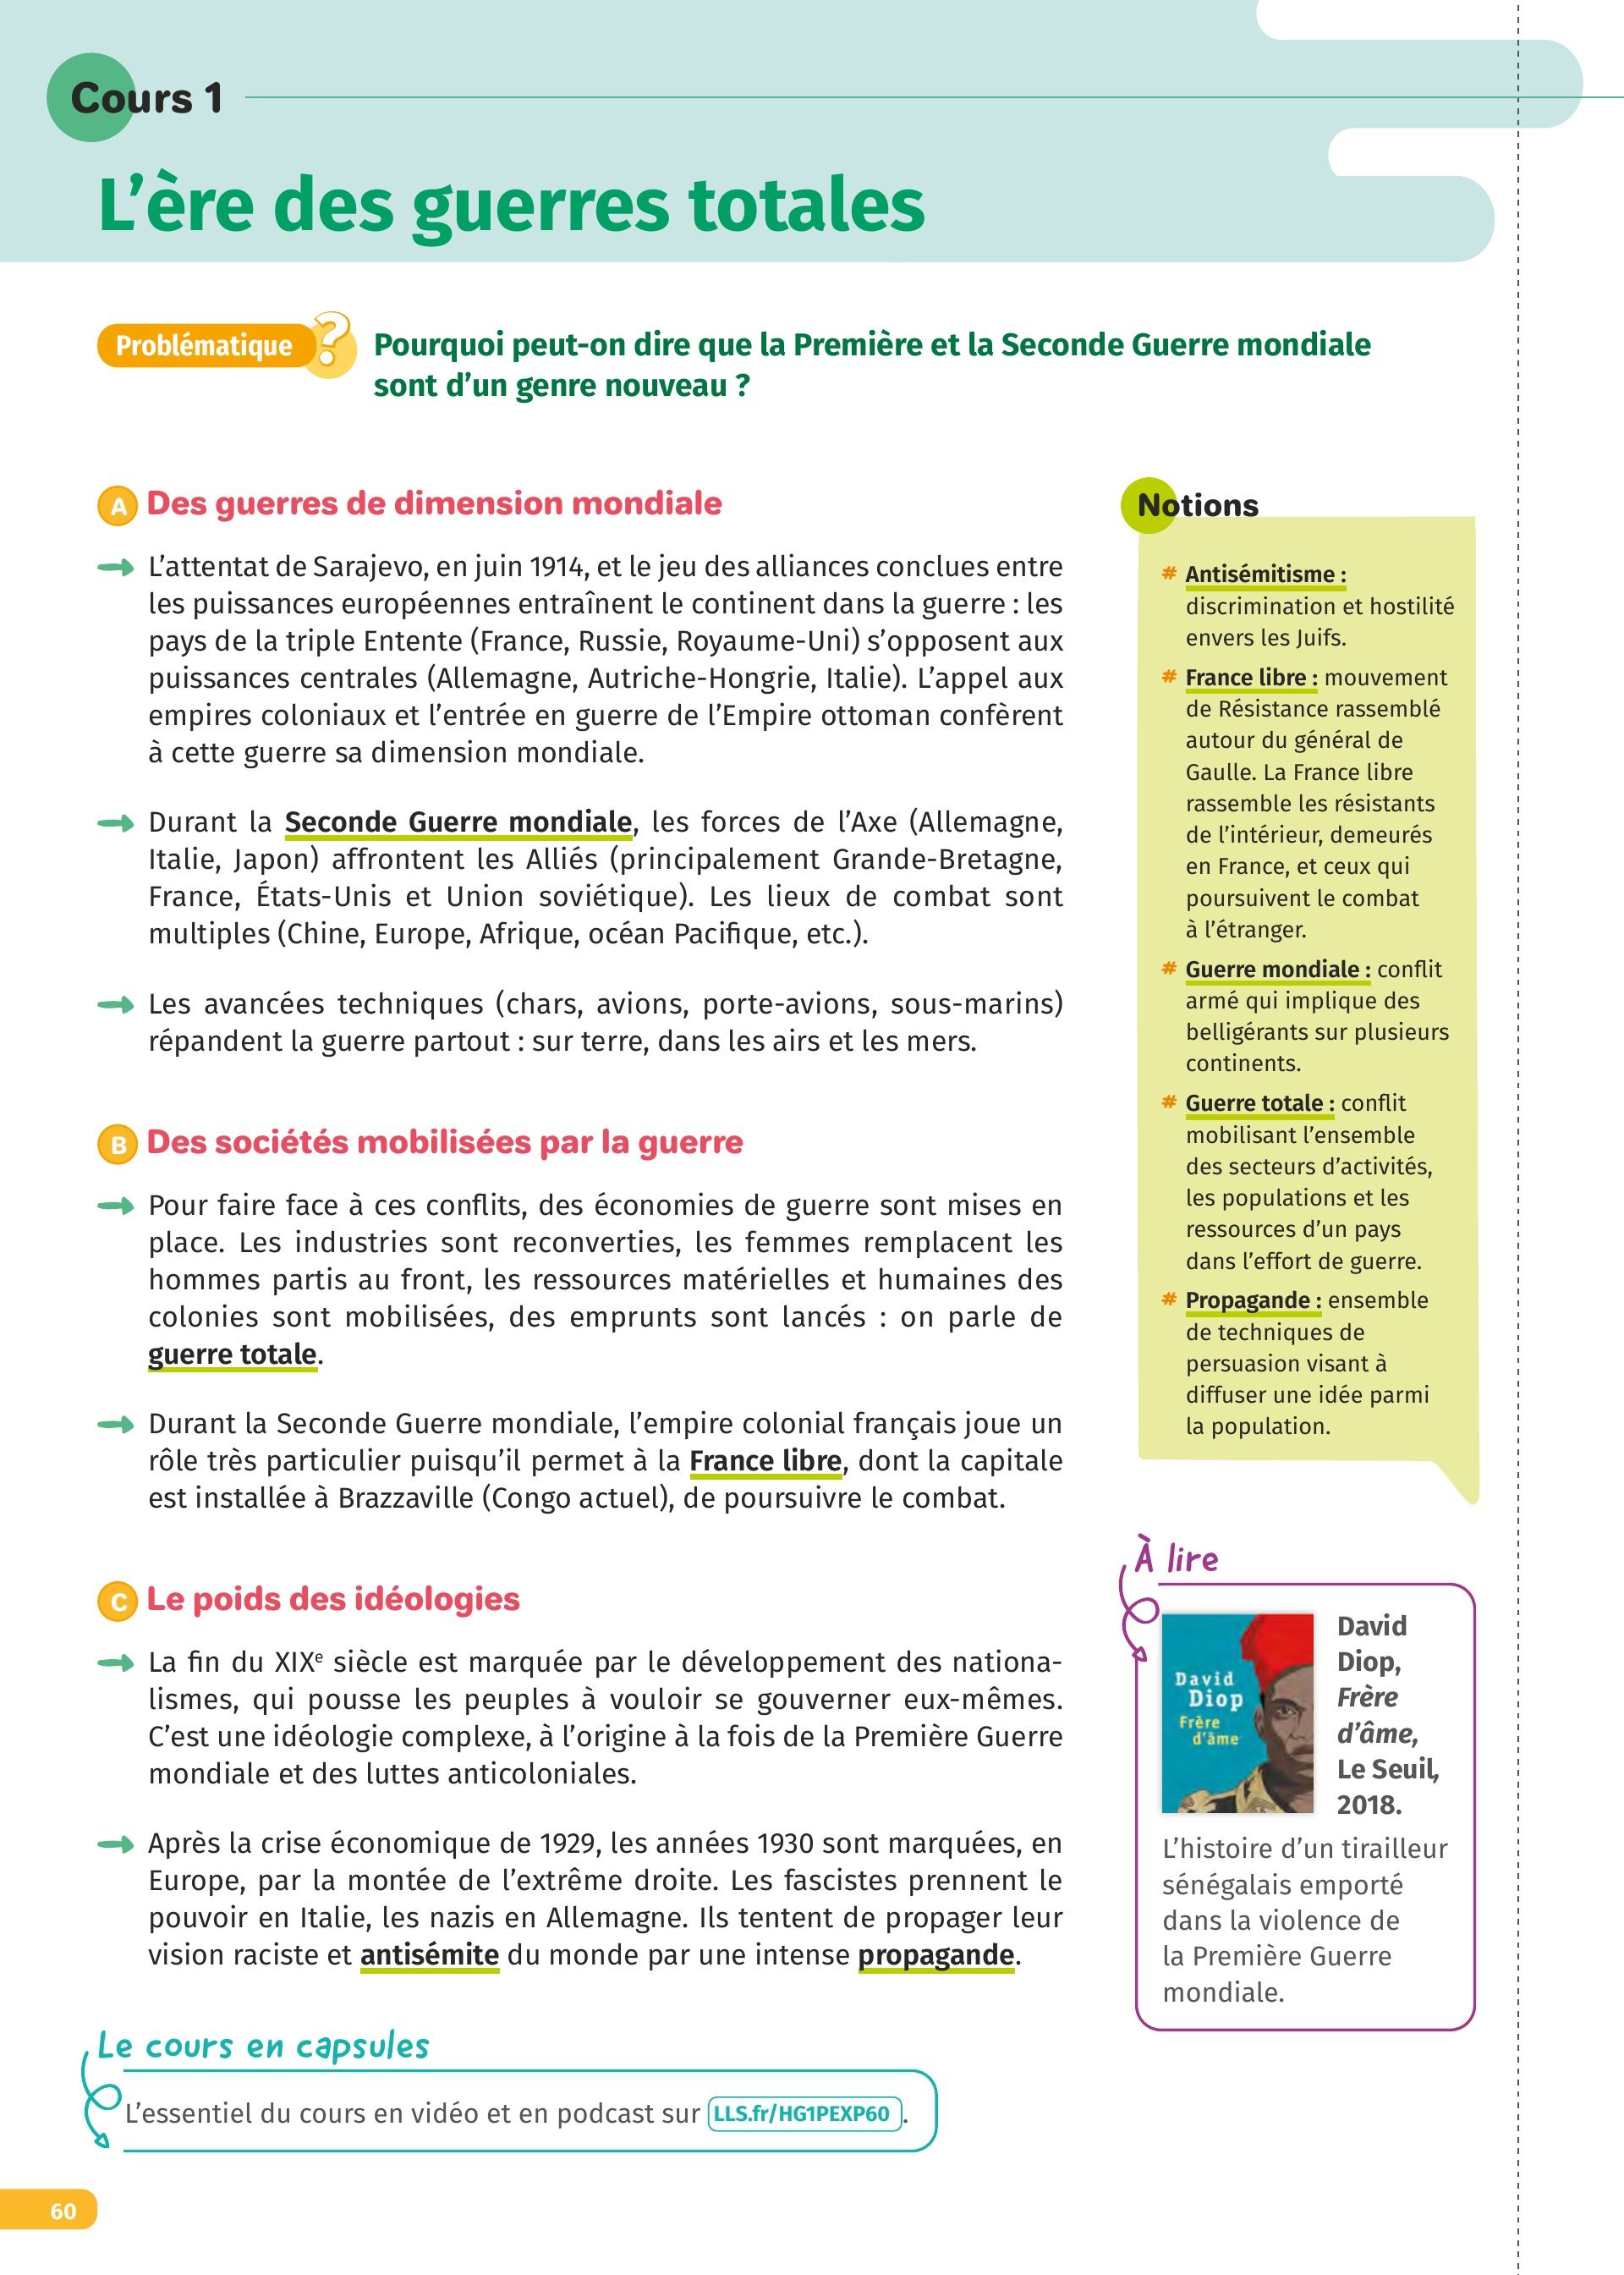 Cours 1
L’ère des guerres totales
Problématique ?
Pourquoi peut-on dire que la Première et la Seconde Guerre mondiale
sont d’un genre nouveau ?
A Des guerres de dimension mondiale
L’attentat de Sarajevo, en juin 1914, et le jeu des alliances conclues entre
les puissances européennes entraînent le continent dans la guerre : les
pays de la triple Entente (France, Russie, Royaume-Uni) s’opposent aux
puissances centrales (Allemagne, Autriche-Hongrie, Italie). L’appel aux
empires coloniaux et l’entrée en guerre de l’Empire ottoman confèrent
à cette guerre sa dimension mondiale.
Durant la Seconde Guerre mondiale, les forces de l’Axe (Allemagne,
Italie, Japon) affrontent les Alliés (principalement Grande-Bretagne,
France, États-Unis et Union soviétique). Les lieux de combat sont
multiples (Chine, Europe, Afrique, océan Pacifique, etc.).
Les avancées techniques (chars, avions, porte-avions, sous-marins)
répandent la guerre partout : sur terre, dans les airs et les mers.
B Des sociétés mobilisées par la guerre
Pour faire face à ces conflits, des économies de guerre sont mises en
place. Les industries sont reconverties, les femmes remplacent les
hommes partis au front, les ressources matérielles et humaines des
colonies sont mobilisées, des emprunts sont lancés : on parle de
guerre totale.
Durant la Seconde Guerre mondiale, l’empire colonial français joue un
rôle très particulier puisqu’il permet à la France libre, dont la capitale
est installée à Brazzaville (Congo actuel), de poursuivre le combat.
C Le poids des idéologies
La fin du XIXe siècle est marquée par le développement des nationa-
lismes, qui pousse les peuples à vouloir se gouverner eux-mêmes.
C’est une idéologie complexe, à l’origine à la fois de la Première Guerre
mondiale et des luttes anticoloniales.
Après la crise économique de 1929, les années 1930 sont marquées, en
Europe, par la montée de l’extrême droite. Les fascistes prennent le
pouvoir en Italie, les nazis en Allemagne. Ils tentent de propager leur
vision raciste et antisémite du monde par une intense propagande.
Le cours en capsules
L’essentiel du cours en vidéo et en podcast sur LLS.fr/HG1PEXP60.
Notions
# Antisémitisme :
discrimination et hostilité
envers les Juifs.
# France libre : mouvement
de Résistance rassemblé
autour du général de
Gaulle. La France libre
rassemble les résistants
de l’intérieur, demeurés
en France, et ceux qui
poursuivent le combat
à l’étranger.
# Guerre mondiale : conflit
armé qui implique des
belligérants sur plusieurs
continents.
# Guerre totale : conflit
mobilisant l’ensemble
des secteurs d’activités,
les populations et les
ressources d’un pays
dans l’effort de guerre.
# Propagande : ensemble
de techniques de
persuasion visant à
diffuser une idée parmi
la population.
À lire
David
Diop
Frère
d’âme
David
Diop,
Frère
d’âme,
Le Seuil,
2018.
L’histoire d’un tirailleur
sénégalais emporté
dans la violence de
la Première Guerre
mondiale.
60